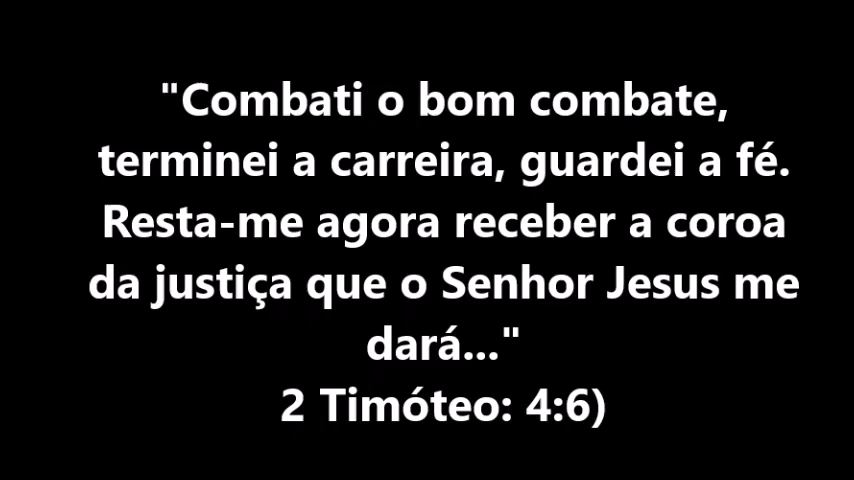 "Combati o bom combate,
terminei a carreira, guardei a fé.
Resta-me agora receber a coroa
da justiça que o Senhor Jesus me
dará..."
2 Timóteo: 4:6)